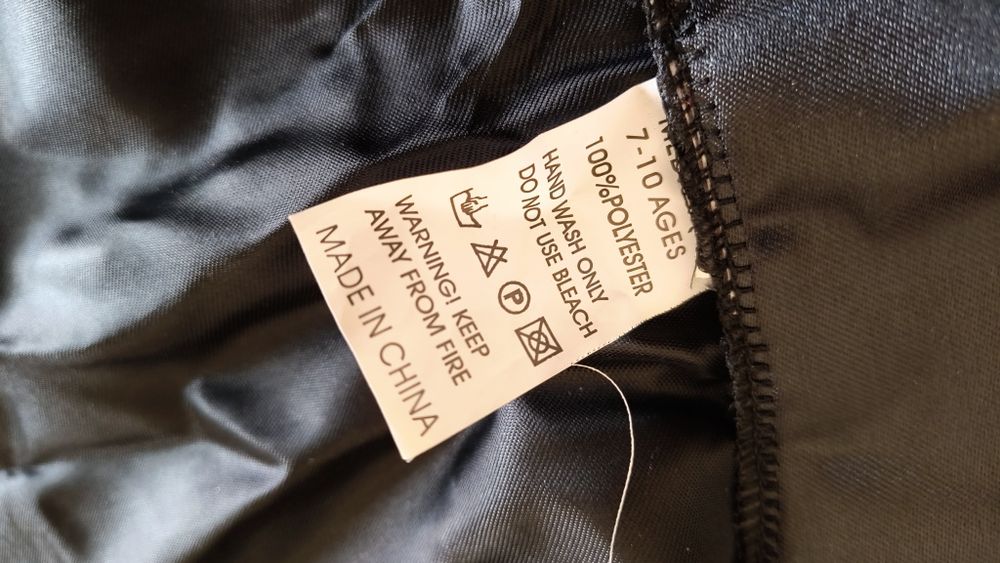 7-10 AGES
100%POLYESTER
HAND WASH ONLY
DO NOT USE BLEACH
P
WARNING! KEEP
AWAY FROM FIRE
MADE IN CHINA